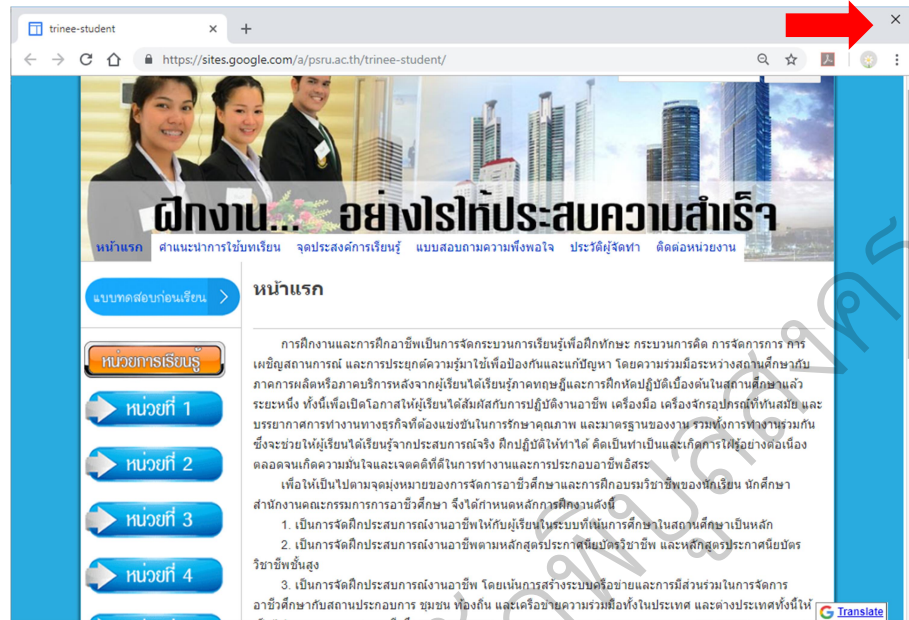 trinee-student
https://sites.google.com/a/psru.ac.th/trinee-student/
ฝึกงาน... อย่างไรให้ประสบความสำเร็จ
หน้าแรก คำแนะนำการใช้บทเรียน จุดประสงค์การเรียนรู้ แบบสอบถามความพึงพอใจ ประวัติผู้จัดทำ ติดต่อหน่วยงาน
แบบทดสอบก่อนเรียน
หน่วยการเรียนรู้
หน่วยที่ 1
หน่วยที่ 2
หน่วยที่ 3
หน่วยที่ 4
หน้าแรก
การฝึกงานและการฝึกอาชีพเป็นการจัดกระบวนการเรียนรู้เพื่อฝึกทักษะ กระบวนการคิด การจัดการการ การ
เผชิญสถานการณ์ และการประยุกต์ความรู้มาใช้เพื่อป้องกันและแก้ปัญหา โดยความร่วมมือระหว่างสถานศึกษากับ
ภาคการผลิตหรือภาคบริการหลังจากผู้เรียนได้เรียนรู้ภาคทฤษฎีและการฝึกหัดปฏิบัติเบื้องต้นในสถานศึกษาแล้ว
ระยะหนึ่ง ทั้งนี้เพื่อเปิดโอกาสให้ผู้เรียนได้สัมผัสกับการปฏิบัติงานอาชีพ เครื่องมือ เครื่องจักรอุปกรณ์ที่ทันสมัย และ
บรรยากาศการทำงานทางธุรกิจที่ต้องแข่งขันในการรักษาคุณภาพ และมาตรฐานของงาน รวมทั้งการทำงานร่วมกัน
ซึ่งจะช่วยให้ผู้เรียนได้เรียนรู้จากประสบการณ์จริง ฝึกปฏิบัติให้ทำได้ คิดเป็นทำเป็นและเกิดการใฝ่รู้อย่างต่อเนื่อง
ตลอดจนเกิดความมั่นใจและเจตคติที่ดีในการทำงานและการประกอบอาชีพอิสระ
เพื่อให้เป็นไปตามจุดมุ่งหมายของการจัดการอาชีวศึกษาและการฝึกอบรมวิชาชีพของนักเรียน นักศึกษา
สำนักงานคณะกรรมการการอาชีวศึกษา จึงได้กำหนดหลักการฝึกงานดังนี้
1. เป็นการจัดฝึกประสบการณ์งานอาชีพให้กับผู้เรียนในระบบที่เน้นการศึกษาในสถานศึกษาเป็นหลัก
2. เป็นการจัดฝึกประสบการณ์งานอาชีพตามหลักสูตรประกาศนียบัตรวิชาชีพ และหลักสูตรประกาศนียบัตร
วิชาชีพชั้นสูง
3. เป็นการจัดฝึกประสบการณ์งานอาชีพ โดยเน้นการสร้างระบบเครือข่ายและการมีส่วนร่วมในการจัดการ
อาชีวศึกษากับสถานประกอบการ ชุมชน ท้องถิ่น และเครือข่ายความร่วมมือทั้งในประเทศ และต่างประเทศทั้งนี้ให้
Translate